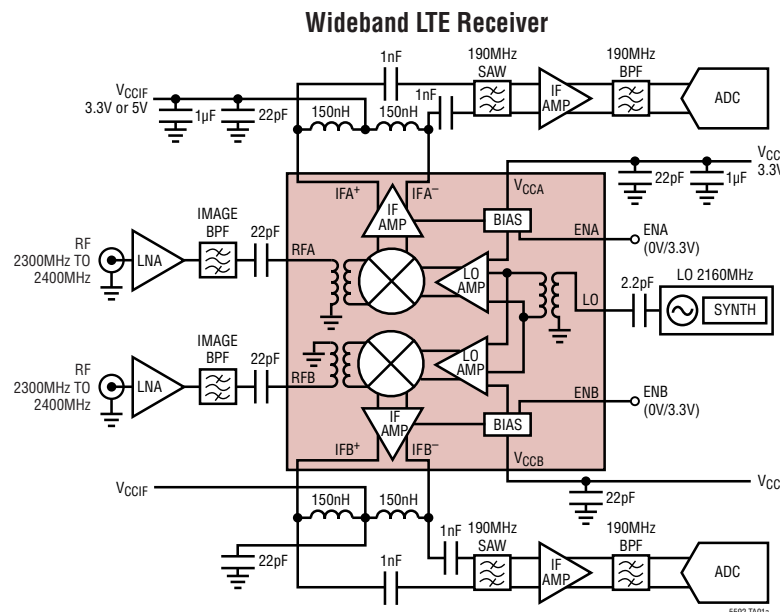 Wideband LTE Receiver
1nF
190MHz
SAW
190MHz
BPF
VCCIF
3.3V or 5V
1µF
22pF
150nH
150nH
1nF
IF
AMP
ADC
IFA+
IFA–
VCCA
VCC
3.3V
22pF
1µF
IMAGE
BPF
22pF
RF
2300MHz TO
2400MHz
LNA
RFA
IF
AMP
BIAS
ENA
ENA
(0V/3.3V)
LO
AMP
LO
2.2pF
LO 2160MHz
SYNTH
IMAGE
BPF
22pF
RF
2300MHz TO
2400MHz
LNA
RFB
LO
AMP
IF
AMP
BIAS
ENB
ENB
(0V/3.3V)
IFB+
IFB–
VCCB
VCC
22pF
VCCIF
150nH
150nH
22pF
1nF
1nF
190MHz
SAW
IF
AMP
190MHz
BPF
ADC